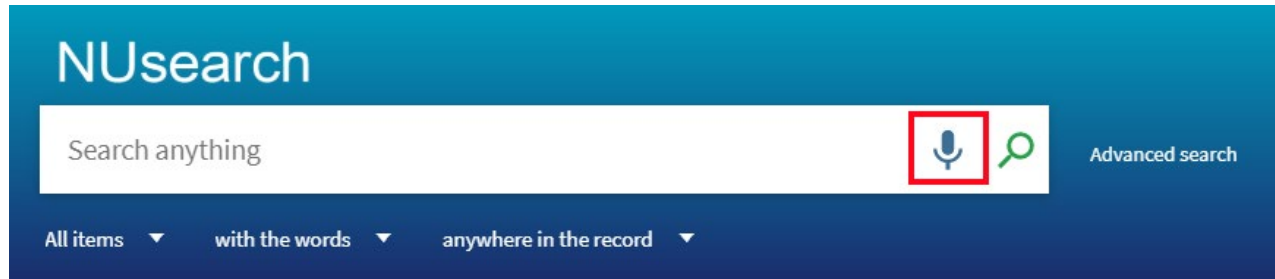 NUsearch
Search anything
Advanced search
All items with the words anywhere in the record